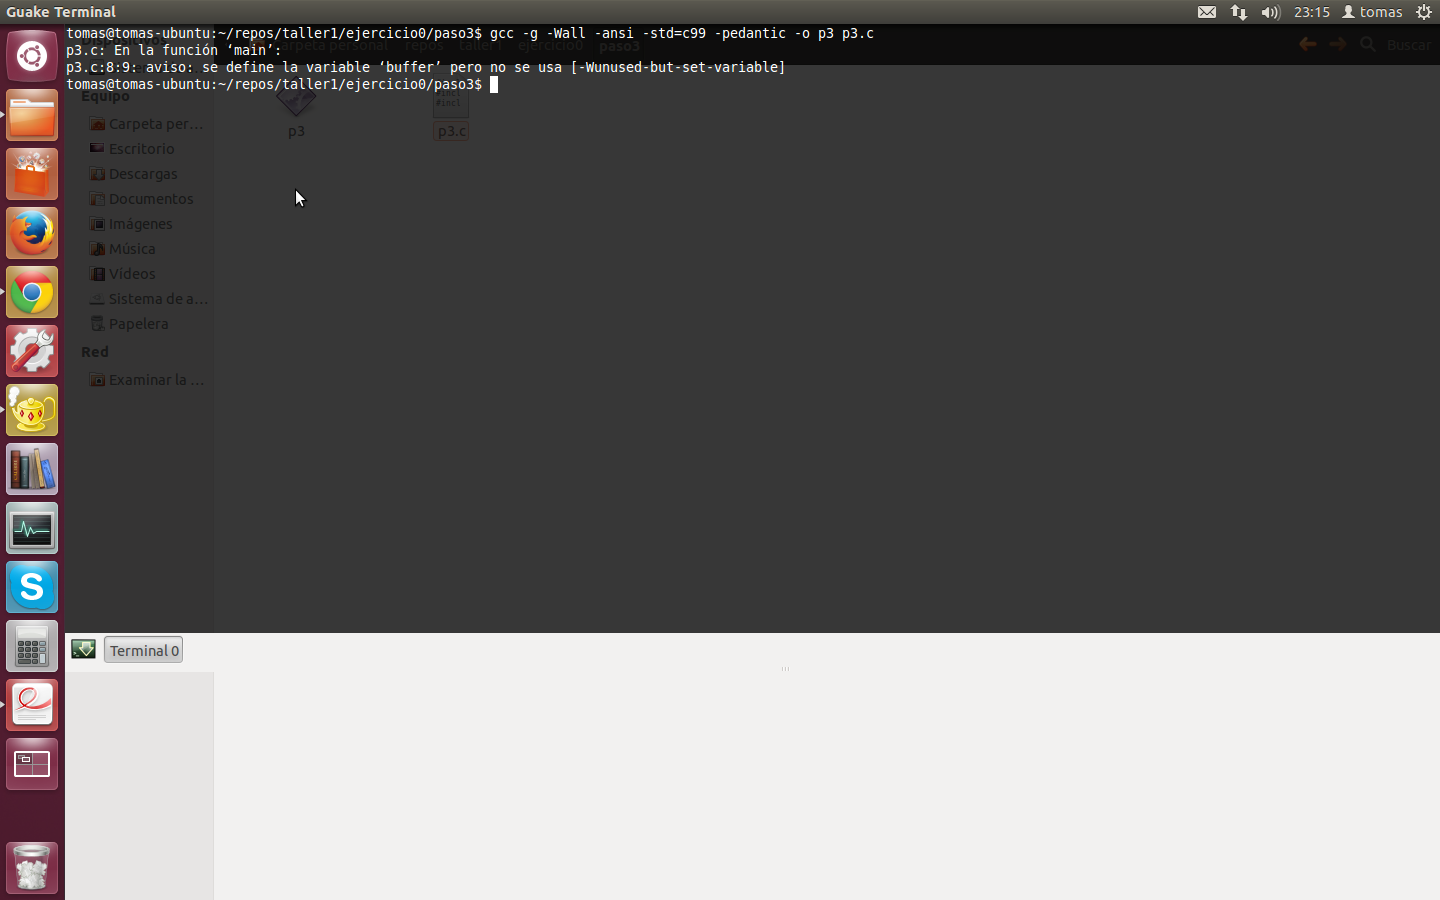 Guake Terminal
23:15
tomas
tomas@tomas-ubuntu:~/repos/taller1/ejercicio0/paso3$ gcc -g -Wall -ansi -std=c99 -pedantic -o p3 p3.c
p3.c: En la función ‘main’:
p3.c:8:9: aviso: se define la variable ‘buffer’ pero no se usa [-Wunused-but-set-variable]
tomas@tomas-ubuntu:~/repos/taller1/ejercicio0/paso3$
personal repos taller1 ejercicio0 paso3
Buscar
Equipo
Carpeta per...
Escritorio
Descargas
Documentos
Imágenes
Música
Vídeos
Sistema de a...
Papelera
Red
Examinar la ...
#incl
p3
p3.c
Terminal 0